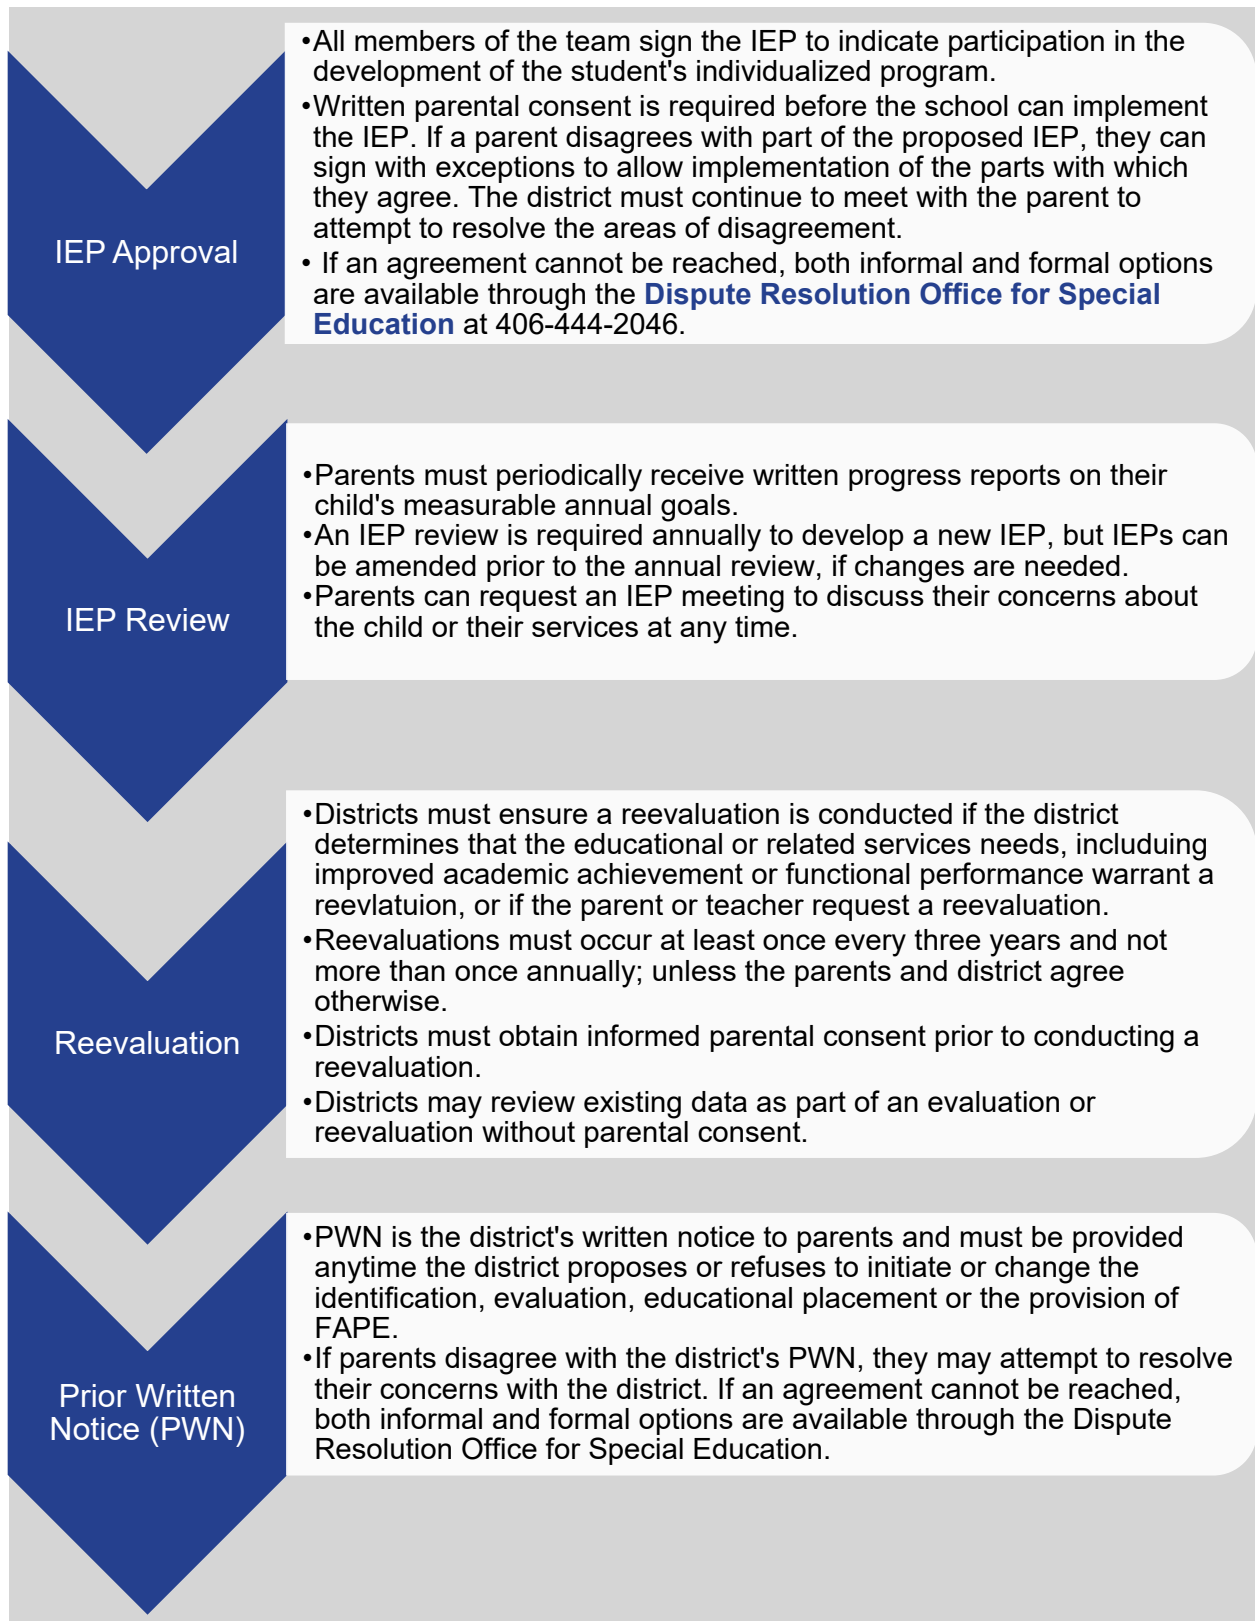 IEP Approval
•All members of the team sign the IEP to indicate participation in the
development of the student's individualized program.
•Written parental consent is required before the school can implement
the IEP. If a parent disagrees with part of the proposed IEP, they can
sign with exceptions to allow implementation of the parts with which
they agree. The district must continue to meet with the parent to
attempt to resolve the areas of disagreement.
• If an agreement cannot be reached, both informal and formal options
are available through the Dispute Resolution Office for Special
Education at 406-444-2046.
IEP Review
•Parents must periodically receive written progress reports on their
child's measurable annual goals.
•An IEP review is required annually to develop a new IEP, but IEPs can
be amended prior to the annual review, if changes are needed.
•Parents can request an IEP meeting to discuss their concerns about
the child or their services at any time.
Reevaluation
•Districts must ensure a reevaluation is conducted if the district
determines that the educational or related services needs, includuing
improved academic achievement or functional performance warrant a
reevlatuion, or if the parent or teacher request a reevaluation.
•Reevaluations must occur at least once every three years and not
more than once annually; unless the parents and district agree
otherwise.
•Districts must obtain informed parental consent prior to conducting a
reevaluation.
•Districts may review existing data as part of an evaluation or
reevaluation without parental consent.
Prior Written
Notice (PWN)
•PWN is the district's written notice to parents and must be provided
anytime the district proposes or refuses to initiate or change the
identification, evaluation, educational placement or the provision of
FAPE.
•If parents disagree with the district's PWN, they may attempt to resolve
their concerns with the district. If an agreement cannot be reached,
both informal and formal options are available through the Dispute
Resolution Office for Special Education.